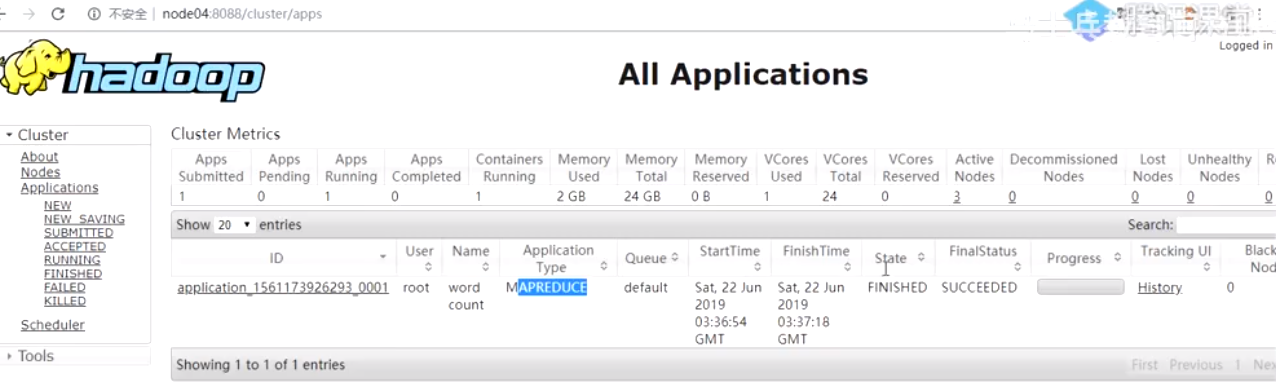 不安全 | node04:8088/cluster/apps
hadoop
Logged in
All Applications
Cluster
About
Nodes
Applications
NEW
NEW_SAVING
SUBMITTED
ACCEPTED
RUNNING
FINISHED
FAILED
KILLED
Scheduler
Tools
Cluster Metrics
Apps Submitted Apps Pending Apps Running Apps Completed Containers Running Memory Used Memory Total Memory Reserved VCores Used VCores Total VCores Reserved Active Nodes Decommissioned Nodes Lost Nodes Unhealthy Nodes
1 0 1 0 1 2 GB 24 GB 0 B 1 24 0 3 0 0 0 0
Show 20 entries
Search:
ID User Name Application Type Queue StartTime FinishTime State FinalStatus Progress Tracking UI Black
application_1561173926293_0001 root word count MAPREDUCE default Sat, 22 Jun 2019 03:36:54 GMT Sat, 22 Jun 2019 03:37:18 GMT FINISHED SUCCEEDED History 0
Showing 1 to 1 of 1 entries
First Previous 1